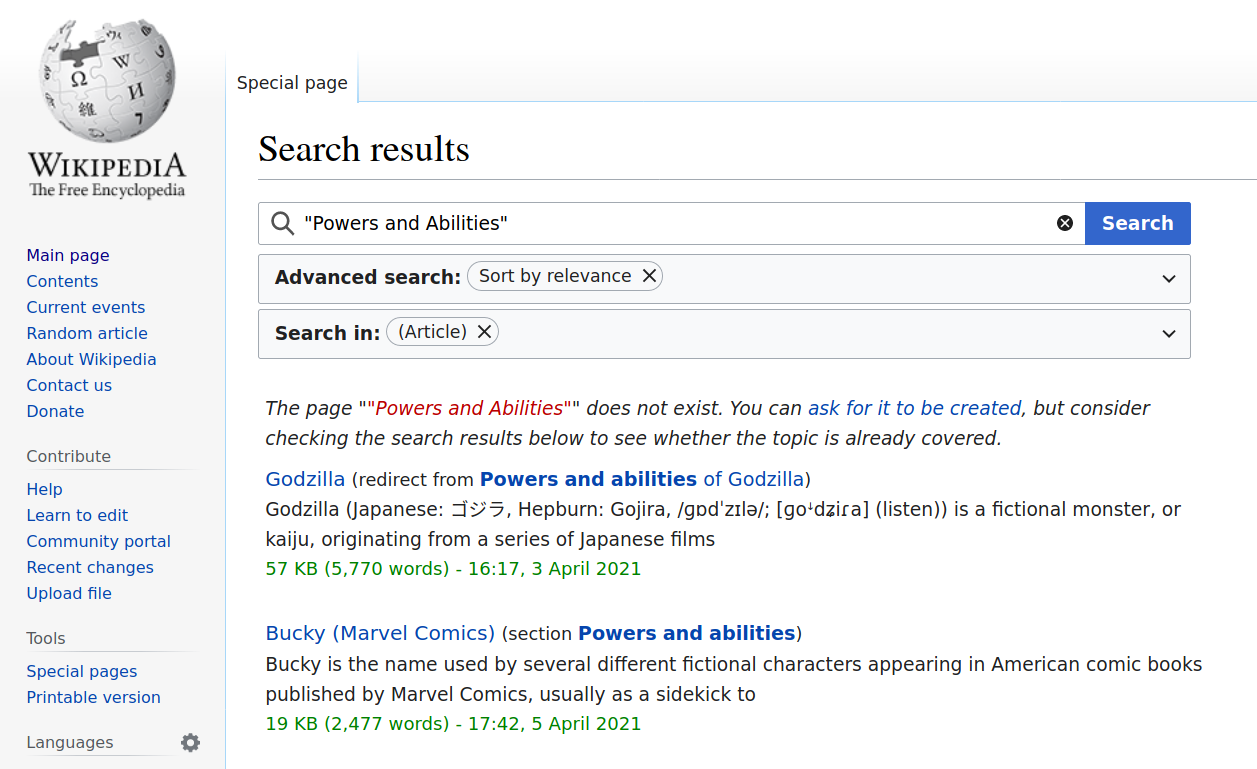 WIKIPEDIA
The Free Encyclopedia
Main page
Contents
Current events
Random article
About Wikipedia
Contact us
Donate
Contribute
Help
Learn to edit
Community portal
Recent changes
Upload file
Tools
Special pages
Printable version
Languages
Special page
Search results
"Powers and Abilities"
Search
Advanced search: Sort by relevance
Search in: (Article)
The page ""Powers and Abilities"" does not exist. You can ask for it to be created, but consider
checking the search results below to see whether the topic is already covered.
Godzilla (redirect from Powers and abilities of Godzilla)
Godzilla (Japanese: ゴジラ, Hepburn: Gojira, /ɡɒdˈzɪlə/; [ɡoꜜdʑiɾa] (listen)) is a fictional monster, or
kaiju, originating from a series of Japanese films
57 KB (5,770 words) - 16:17, 3 April 2021
Bucky (Marvel Comics) (section Powers and abilities)
Bucky is the name used by several different fictional characters appearing in American comic books
published by Marvel Comics, usually as a sidekick to
19 KB (2,477 words) - 17:42, 5 April 2021